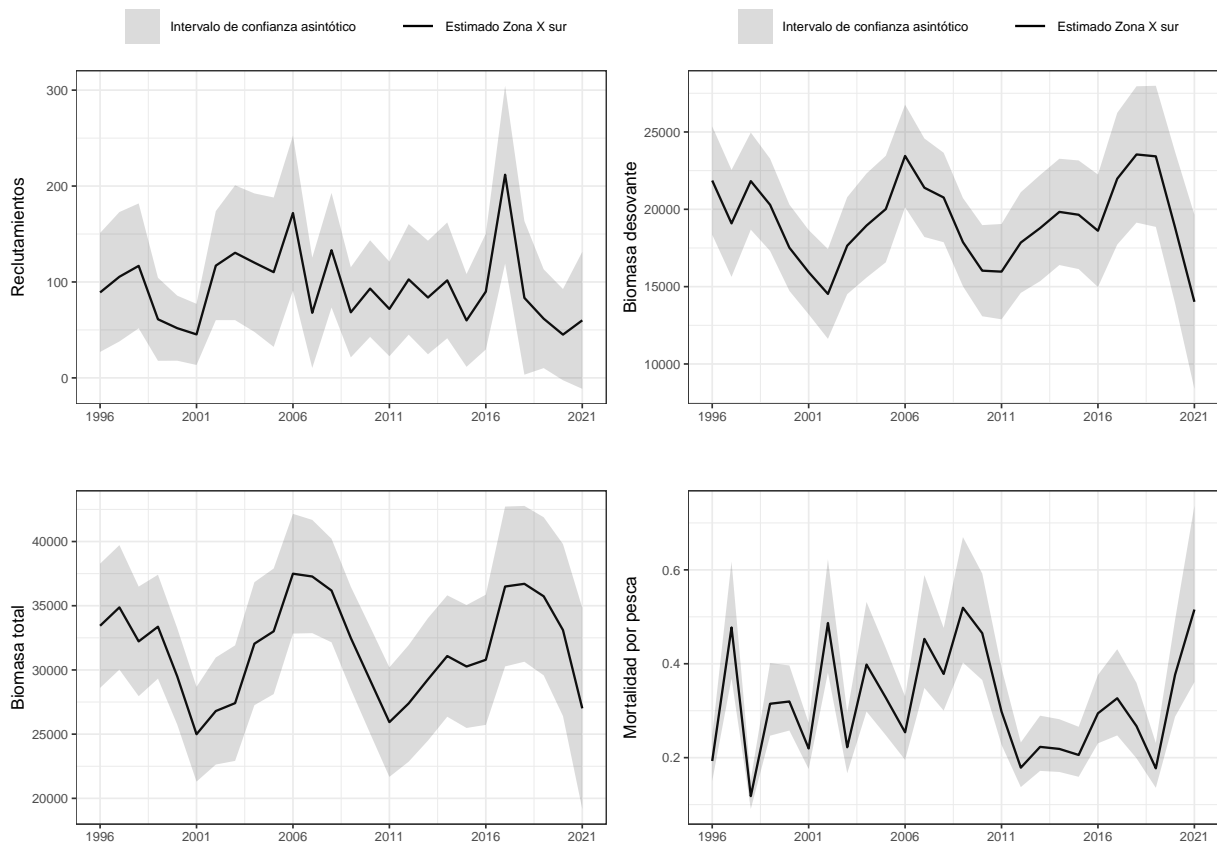 Intervalo de confianza asintótico Estimado Zona X sur
Intervalo de confianza asintótico Estimado Zona X sur
Reclutamientos
300
200
100
0
1996 2001 2006 2011 2016 2021
Biomasa desovante
25000
20000
15000
10000
1996 2001 2006 2011 2016 2021
Biomasa total
40000
35000
30000
25000
20000
1996 2001 2006 2011 2016 2021
Mortalidad por pesca
0.6
0.4
0.2
1996 2001 2006 2011 2016 2021